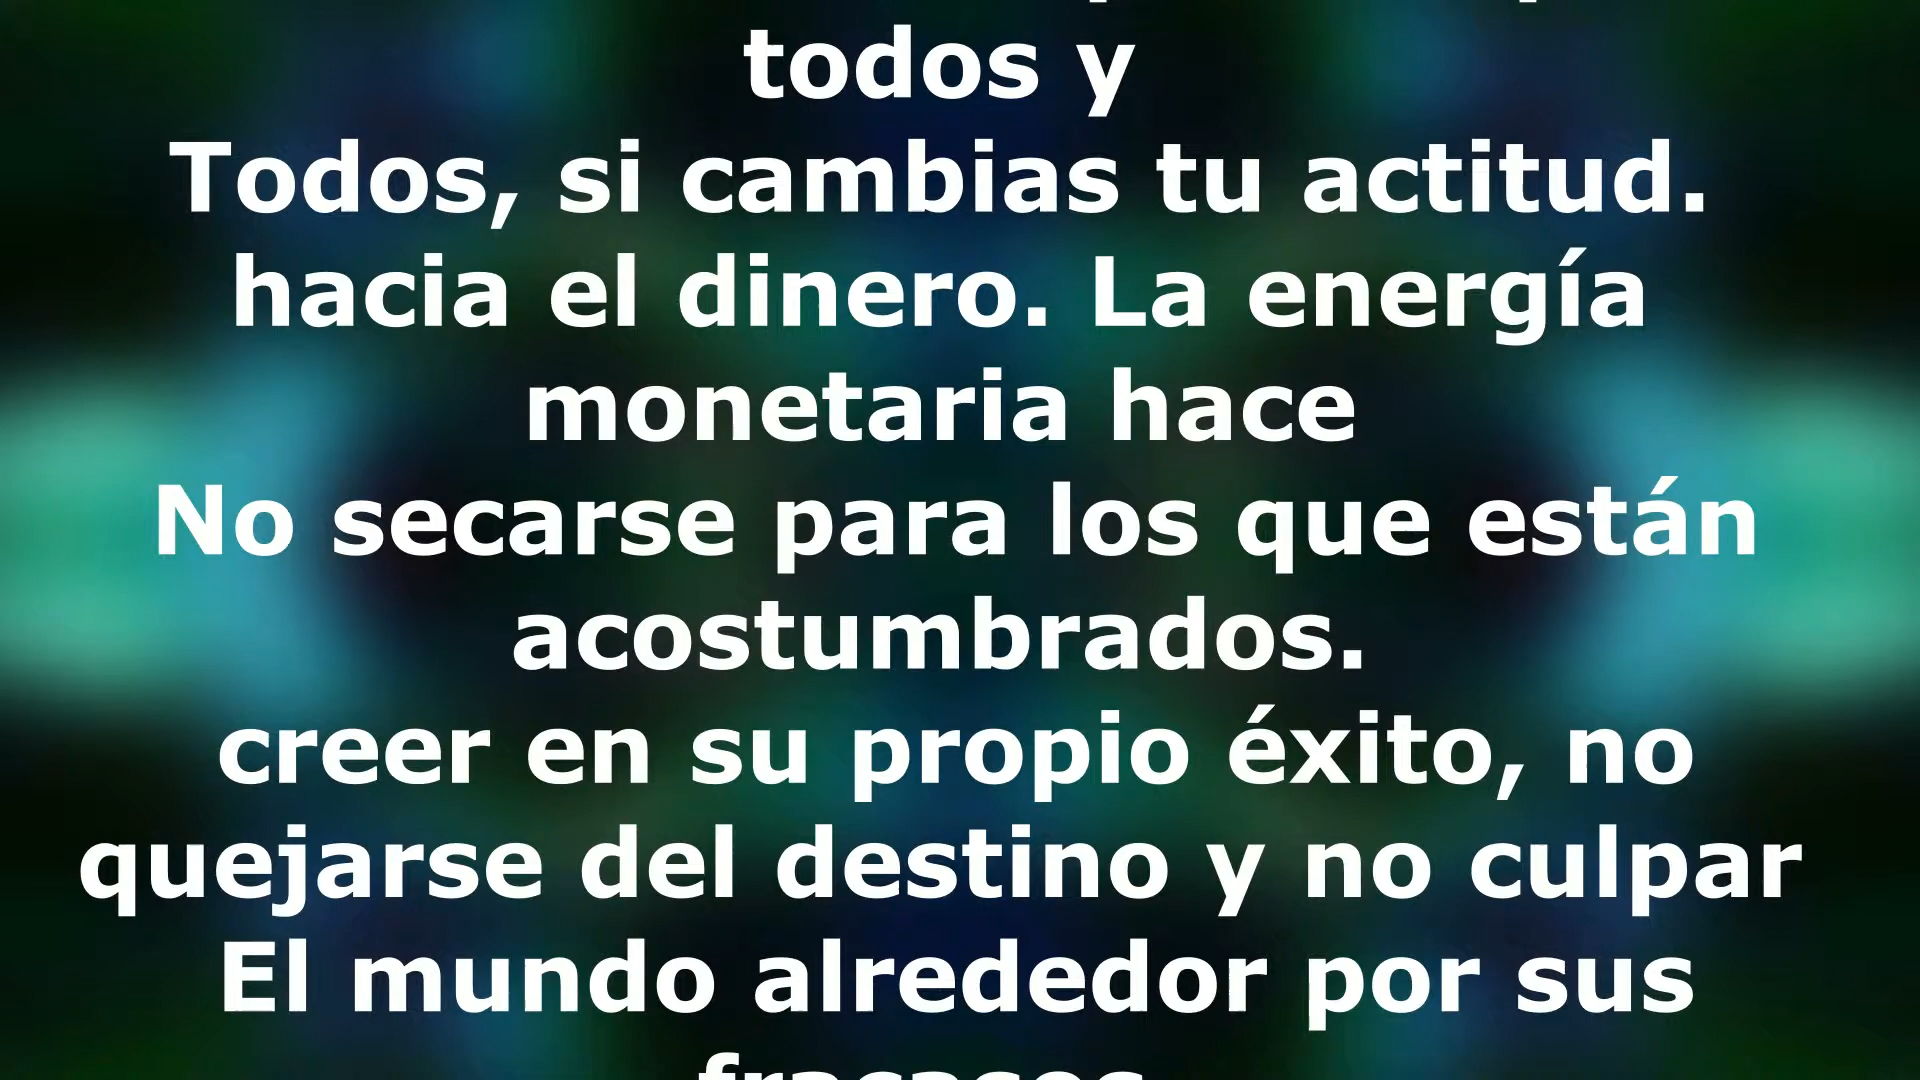 todos y
Todos, si cambias tu actitud.
hacia el dinero. La energía
monetaria hace
No secarse para los que están
acostumbrados.
creer en su propio éxito, no
quejarse del destino y no culpar
El mundo alrededor por sus
fracasos